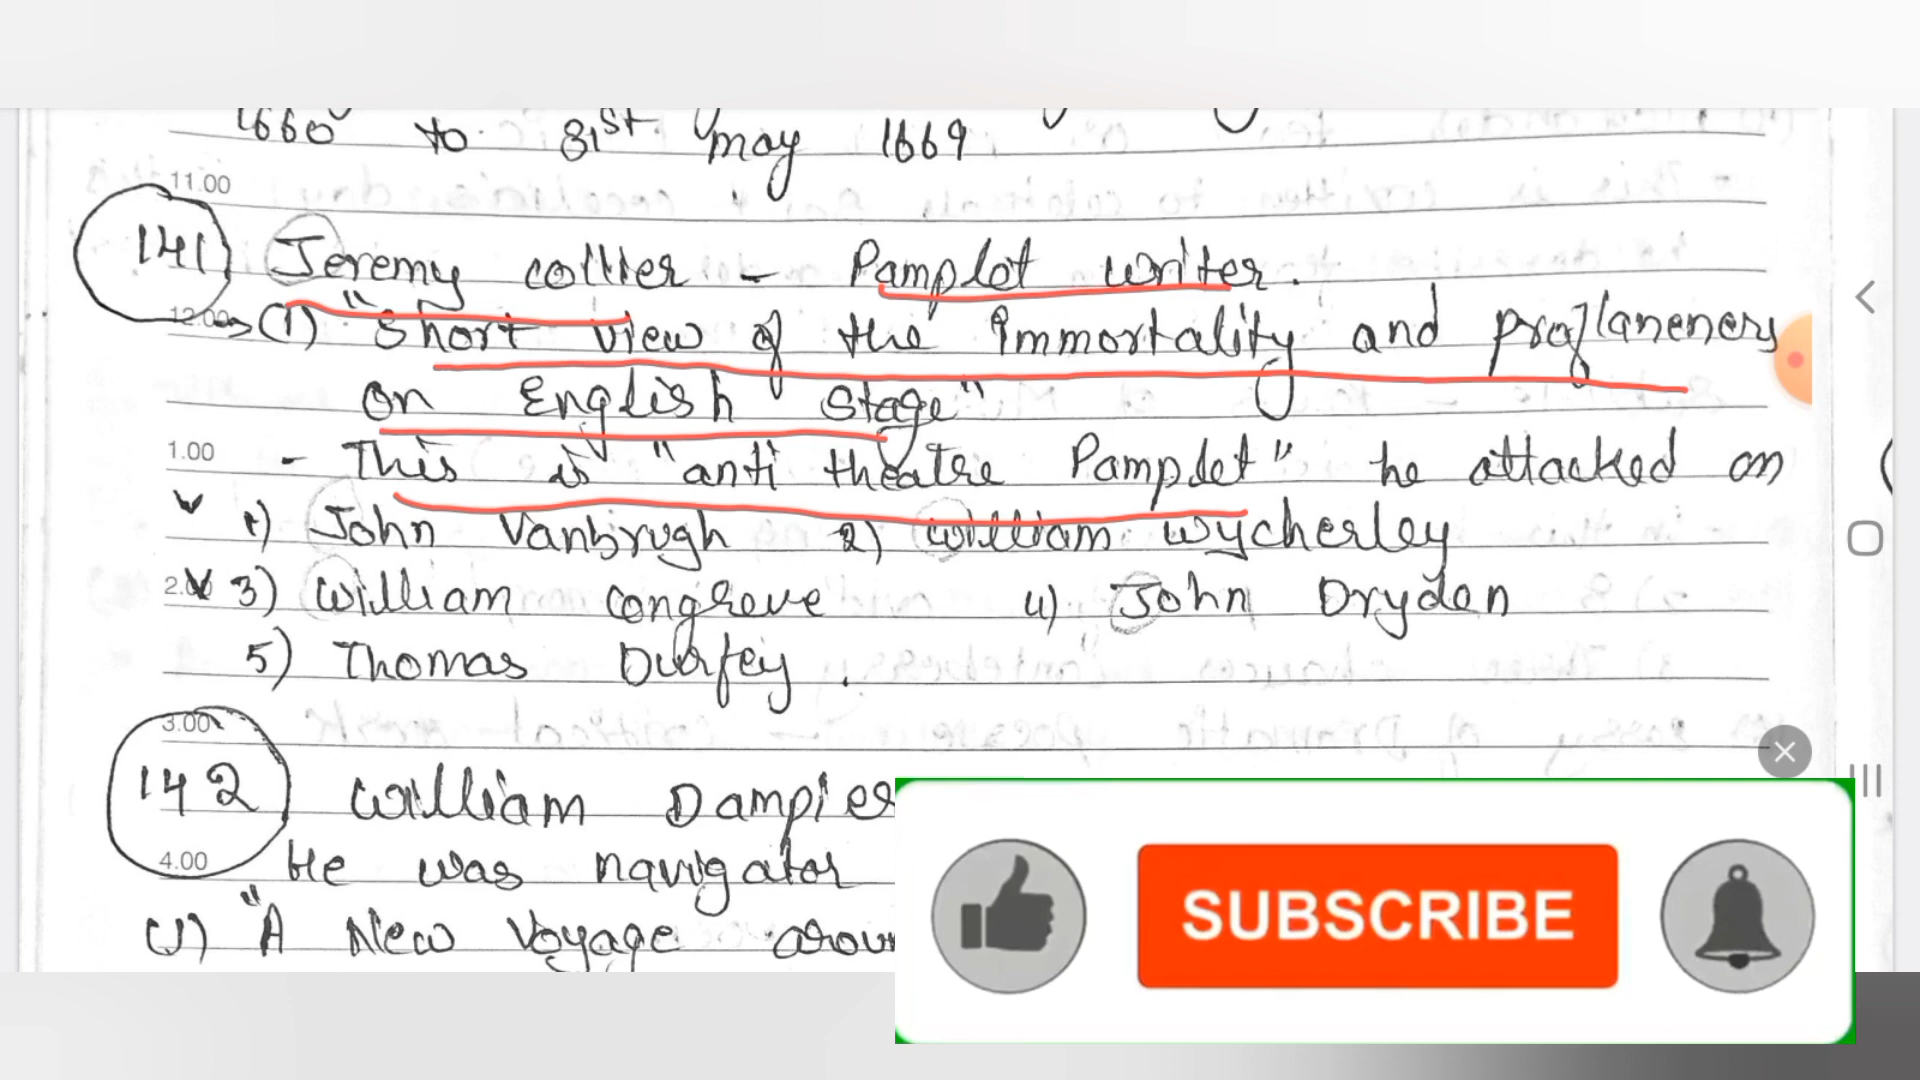 1660 to 31st may 1669
11.00
141 Jeremy collier - Pamplet writer.
12.00 → (1) "Short view of the Immortality and profaneners
on English Stage"
1.00 - This is "anti theatre Pamplet" he attacked on
1) John Vanbrugh 2) William Wycherley
2.00 3) William Congreve 4) John Dryden
5) Thomas Durfey.
3.00
142 William Dampier
4.00 He was navigator
(1) "A New Voyage aroun
SUBSCRIBE